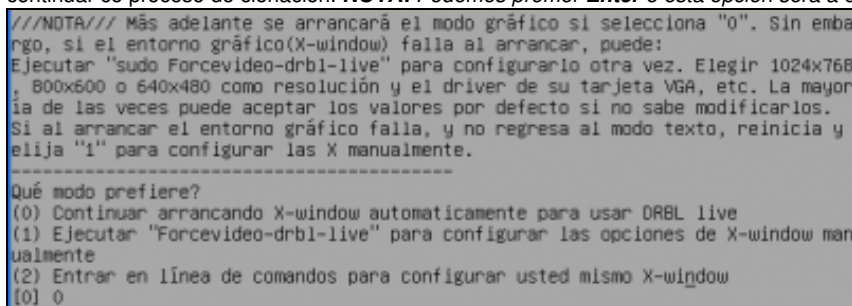 continuar el proceso de clonación. NOTA: Podemos premer Enter o esta opción será a e
///NOTA/// Más adelante se arrancará el modo gráfico si selecciona "0". Sin emba
rgo, si el entorno gráfico(X-window) falla al arrancar, puede:
Ejecutar "sudo Forcevideo-drbl-live" para configurarlo otra vez. Elegir 1024x768
, 800x600 o 640x480 como resolución y el driver de su tarjeta VGA, etc. La mayor
ía de las veces puede aceptar los valores por defecto si no sabe modificarlos.
Si al arrancar el entorno gráfico falla, y no regresa al modo texto, reinicia y
elija "1" para configurar las X manualmente.
--------------------------------------------
Qué modo prefiere?
(0) Continuar arrancando X-window automaticamente para usar DRBL live
(1) Ejecutar "Forcevideo-drbl-live" para configurar las opciones de X-window man
ualmente
(2) Entrar en línea de comandos para configurar usted mismo X-window
[0] 0